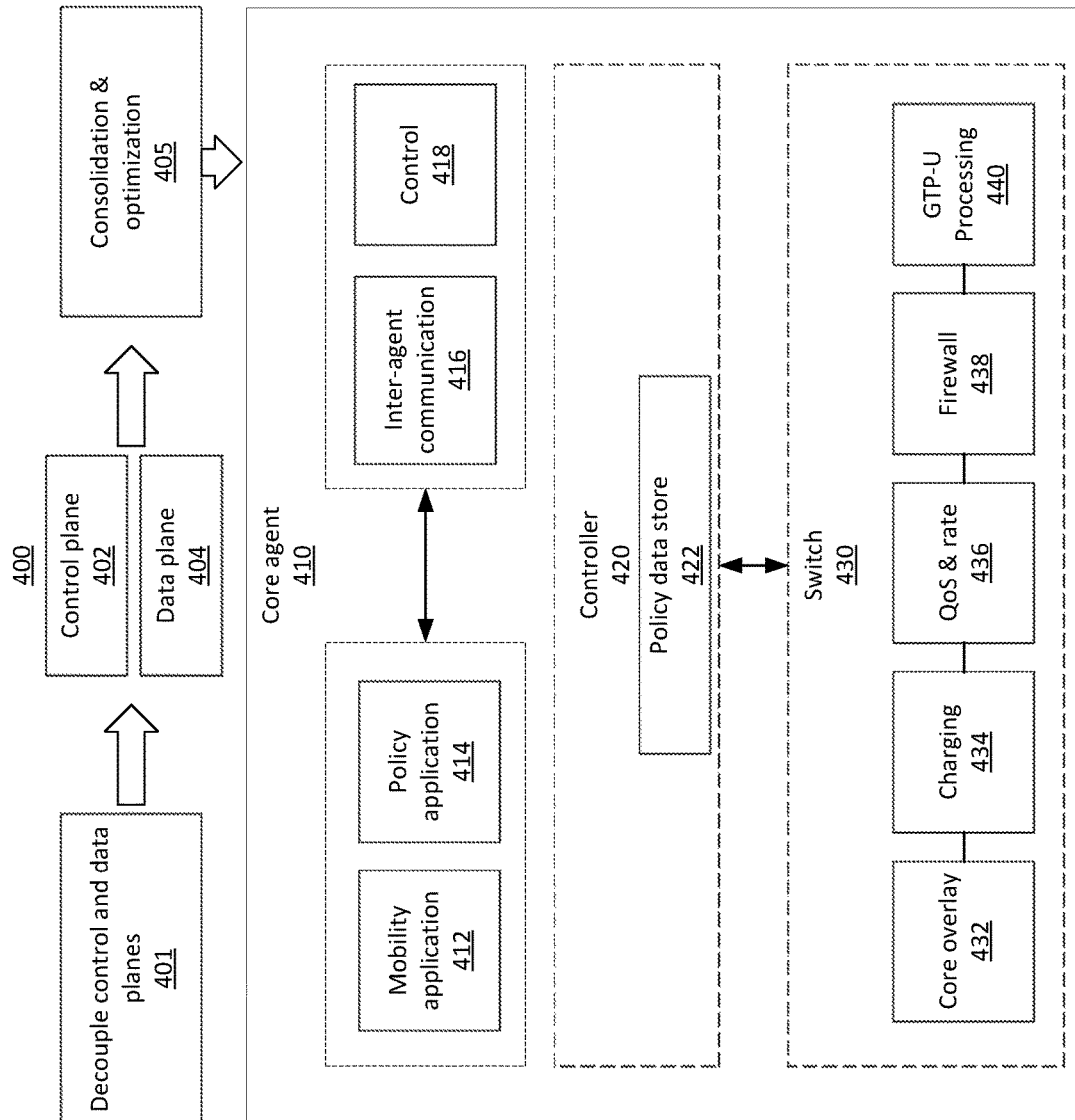 400
Decouple control and data
planes
401
Control plane
402
Data plane
404
Consolidation &
optimization
405
Core agent
410
Mobility
application
412
Policy
application
414
Inter-agent
communication
416
Control
418
Controller
420
Policy data store
422
Switch
430
Core overlay
432
Charging
434
QoS & rate
436
Firewall
438
GTP-U
Processing
440